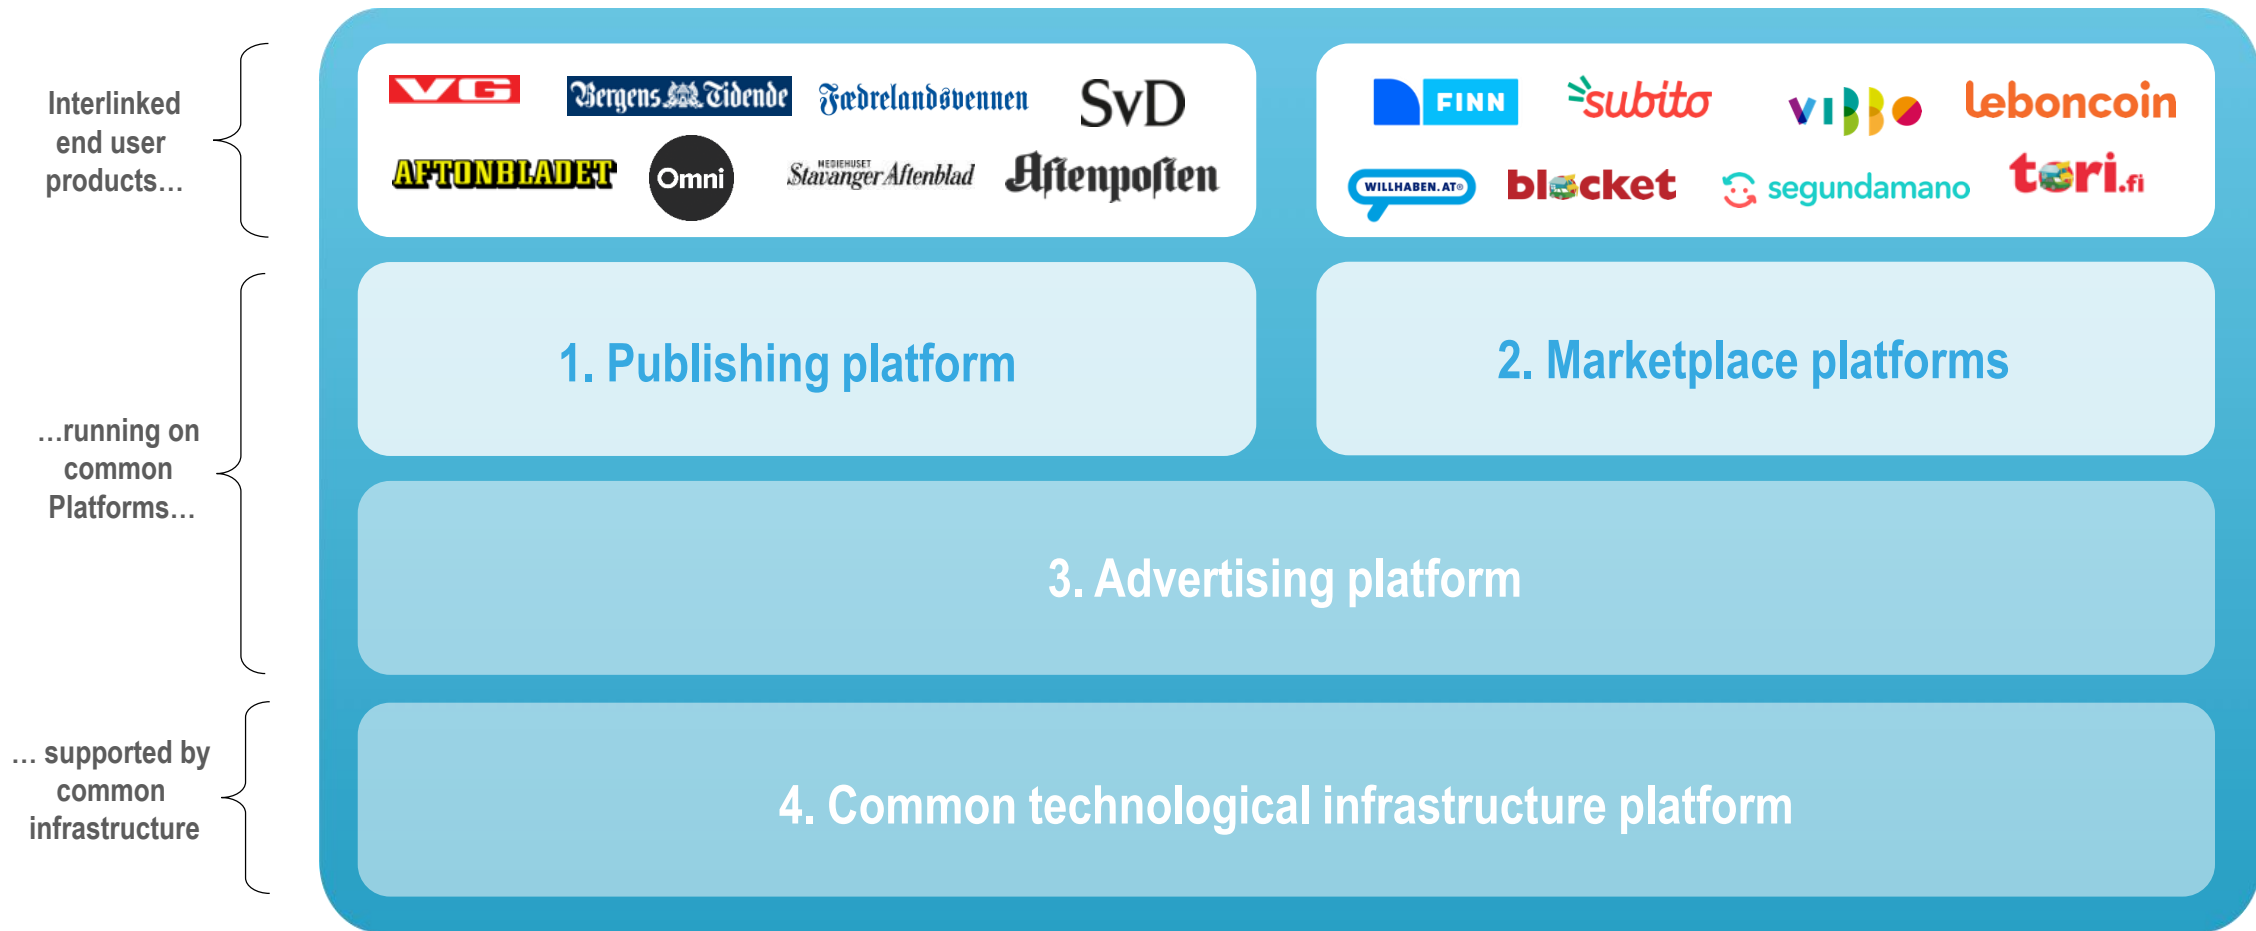 Interlinked
end user
products…
VG
Bergens Tidende
Fædrelandsvennen
SvD
AFTONBLADET
Omni
MEDIEHUSET
Stavanger Aftenblad
Aftenposten
FINN
subito
VIBBO
leboncoin
WILLHABEN.AT®
blocket
segundamano
tori.fi
…running on
common
Platforms…
1. Publishing platform
2. Marketplace platforms
3. Advertising platform
… supported by
common
infrastructure
4. Common technological infrastructure platform